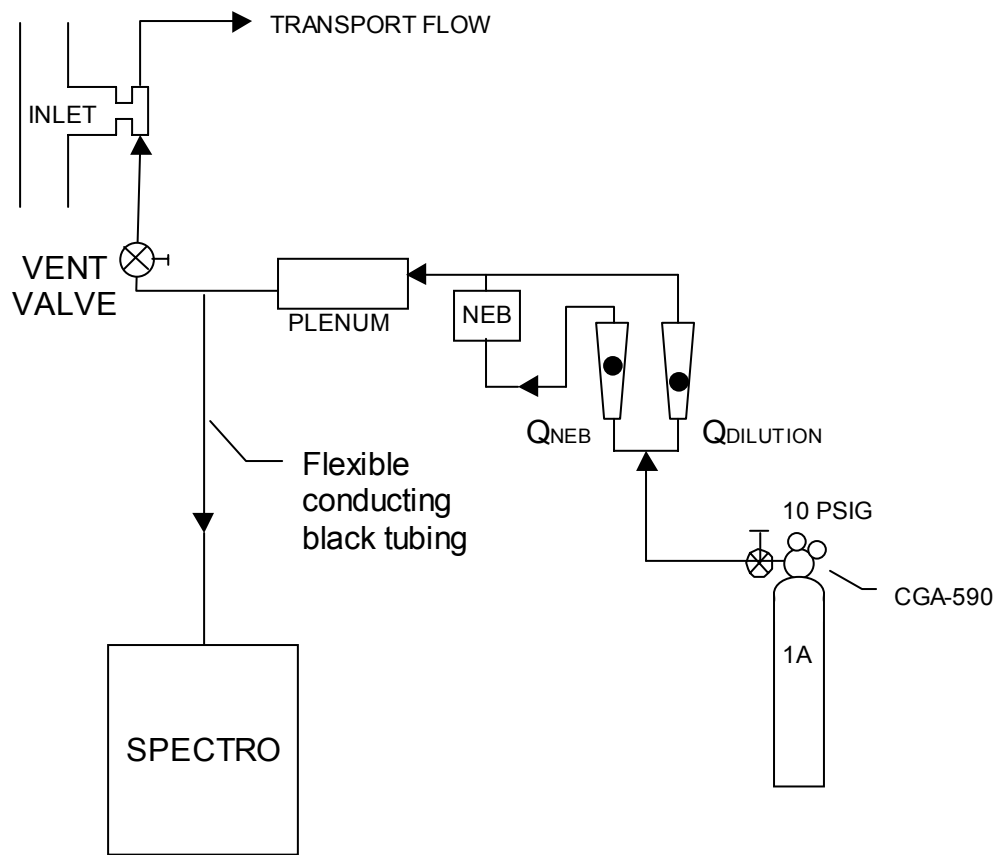 TRANSPORT FLOW
INLET
VENT
VALVE
PLENUM
NEB
QNEB
QDILUTION
Flexible
conducting
black tubing
10 PSIG
CGA-590
1A
SPECTRO